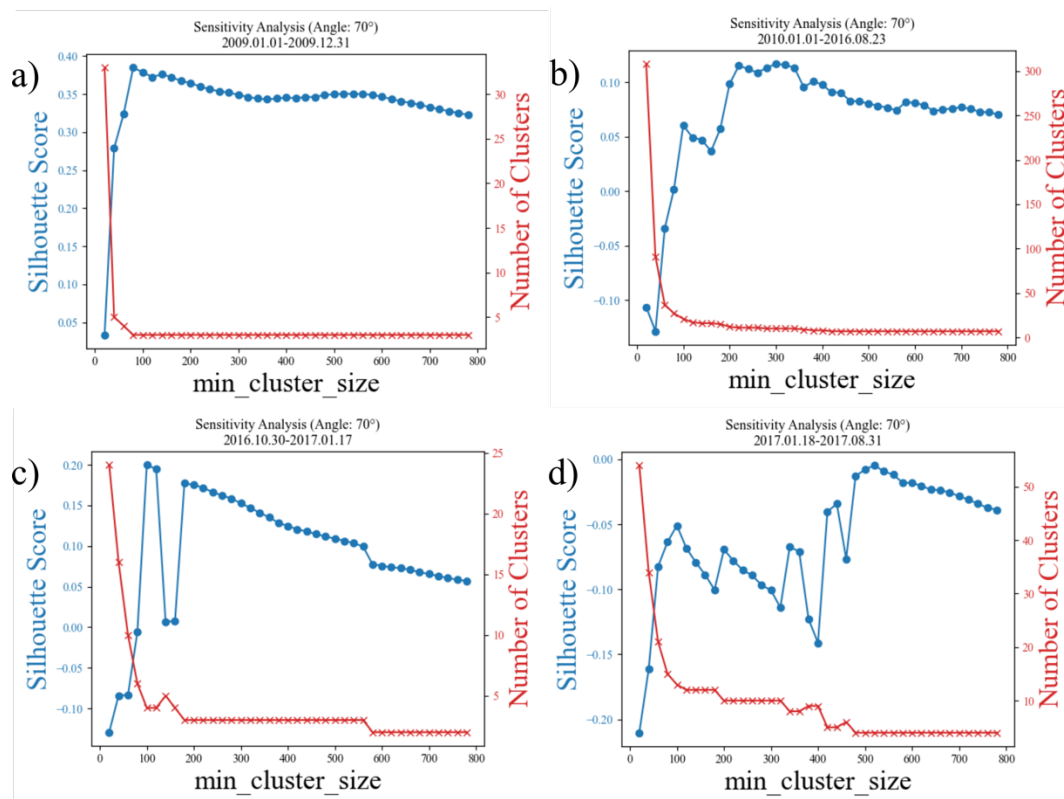 a)
Sensitivity Analysis (Angle: 70°)
2009.01.01-2009.12.31
Silhouette Score
0.40
0.35
0.30
0.25
0.20
0.15
0.10
0.05
0 100 200 300 400 500 600 700 800
min_cluster_size
30
25
20
15
10
5
Number of Clusters
b)
Sensitivity Analysis (Angle: 70°)
2010.01.01-2016.08.23
Silhouette Score
0.10
0.05
0.00
−0.05
−0.10
0 100 200 300 400 500 600 700 800
min_cluster_size
300
250
200
150
100
50
0
Number of Clusters
c)
Sensitivity Analysis (Angle: 70°)
2016.10.30-2017.01.17
Silhouette Score
0.20
0.15
0.10
0.05
0.00
−0.05
−0.10
0 100 200 300 400 500 600 700 800
min_cluster_size
25
20
15
10
5
Number of Clusters
d)
Sensitivity Analysis (Angle: 70°)
2017.01.18-2017.08.31
Silhouette Score
0.00
−0.05
−0.10
−0.15
−0.20
0 100 200 300 400 500 600 700 800
min_cluster_size
50
40
30
20
10
Number of Clusters